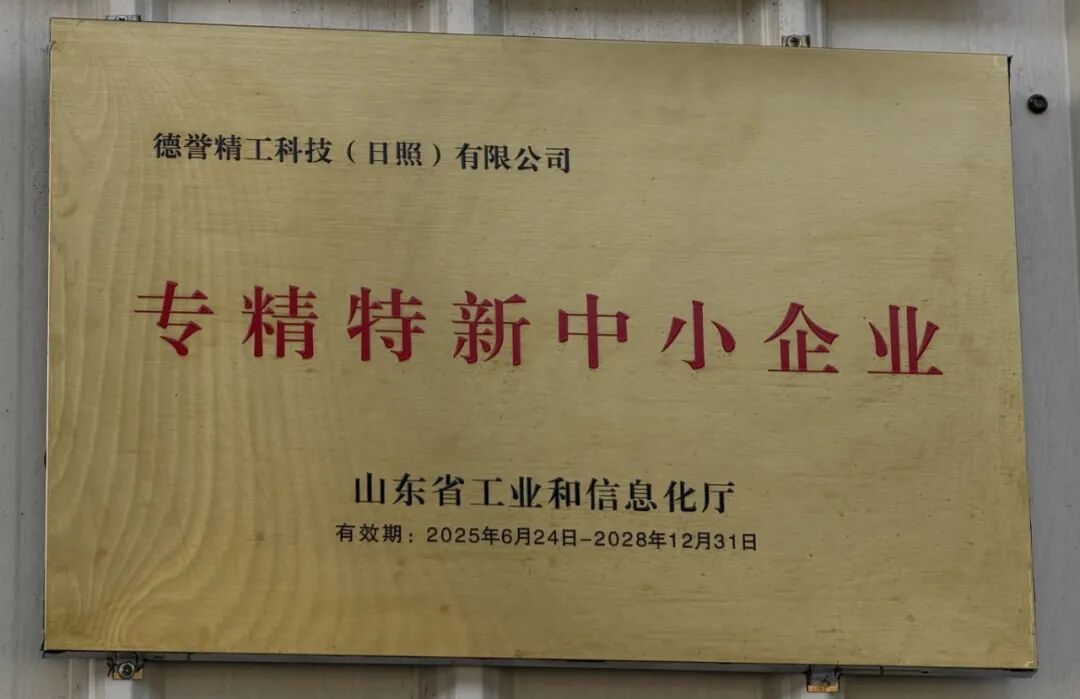 德誉精工科技（日照）有限公司
专精特新中小企业
山东省工业和信息化厅
有效期：2025年6月24日-2028年12月31日